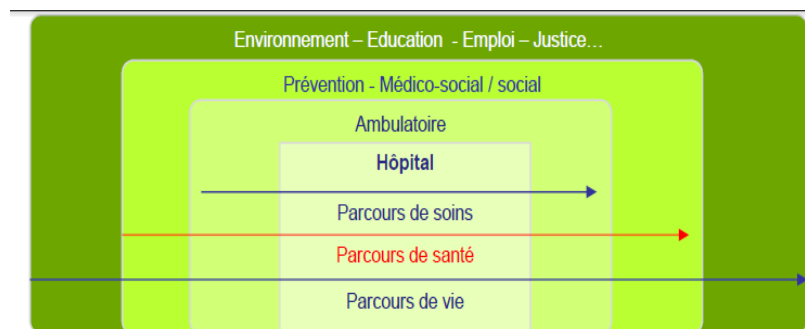 Environnement – Education - Emploi – Justice...
Prévention - Médico-social / social
Ambulatoire
Hôpital
Parcours de soins
Parcours de santé
Parcours de vie